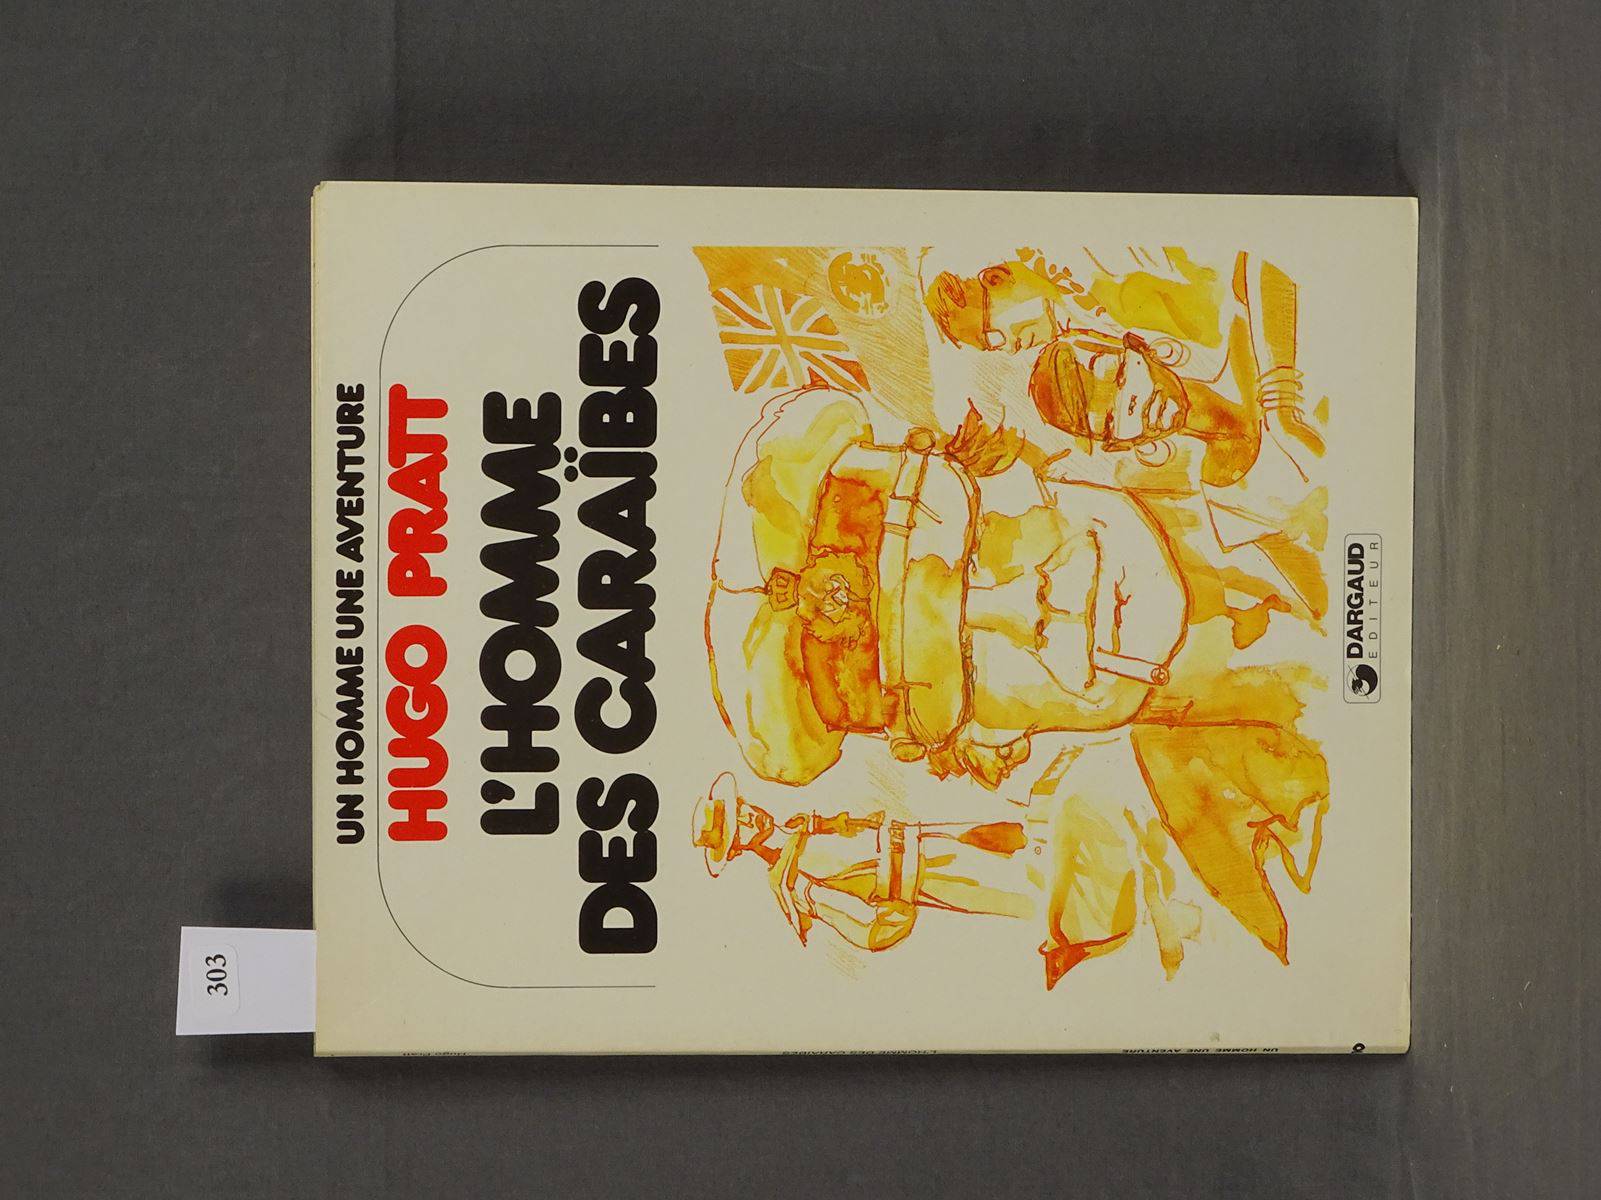 303
UN HOMME UNE AVENTURE
HUGO PRATT
L'HOMME
DES CARAÏBES
DARGAUD
EDITEUR
Hugo Pratt
L'HOMME DES CARAÏBES
UN HOMME UNE AVENTURE